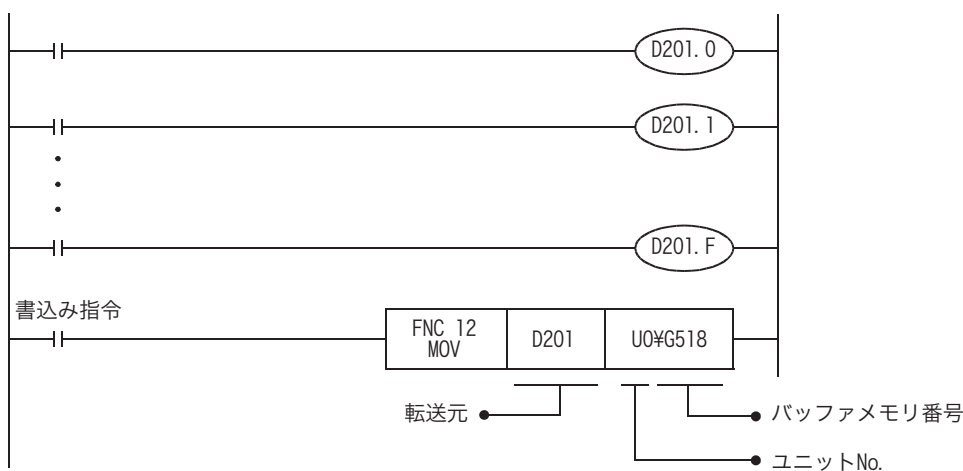 D201.0
D201.1
D201.F
書込み指令
FNC 12
MOV
D201
U0¥G518
転送元
バッファメモリ番号
ユニットNo.